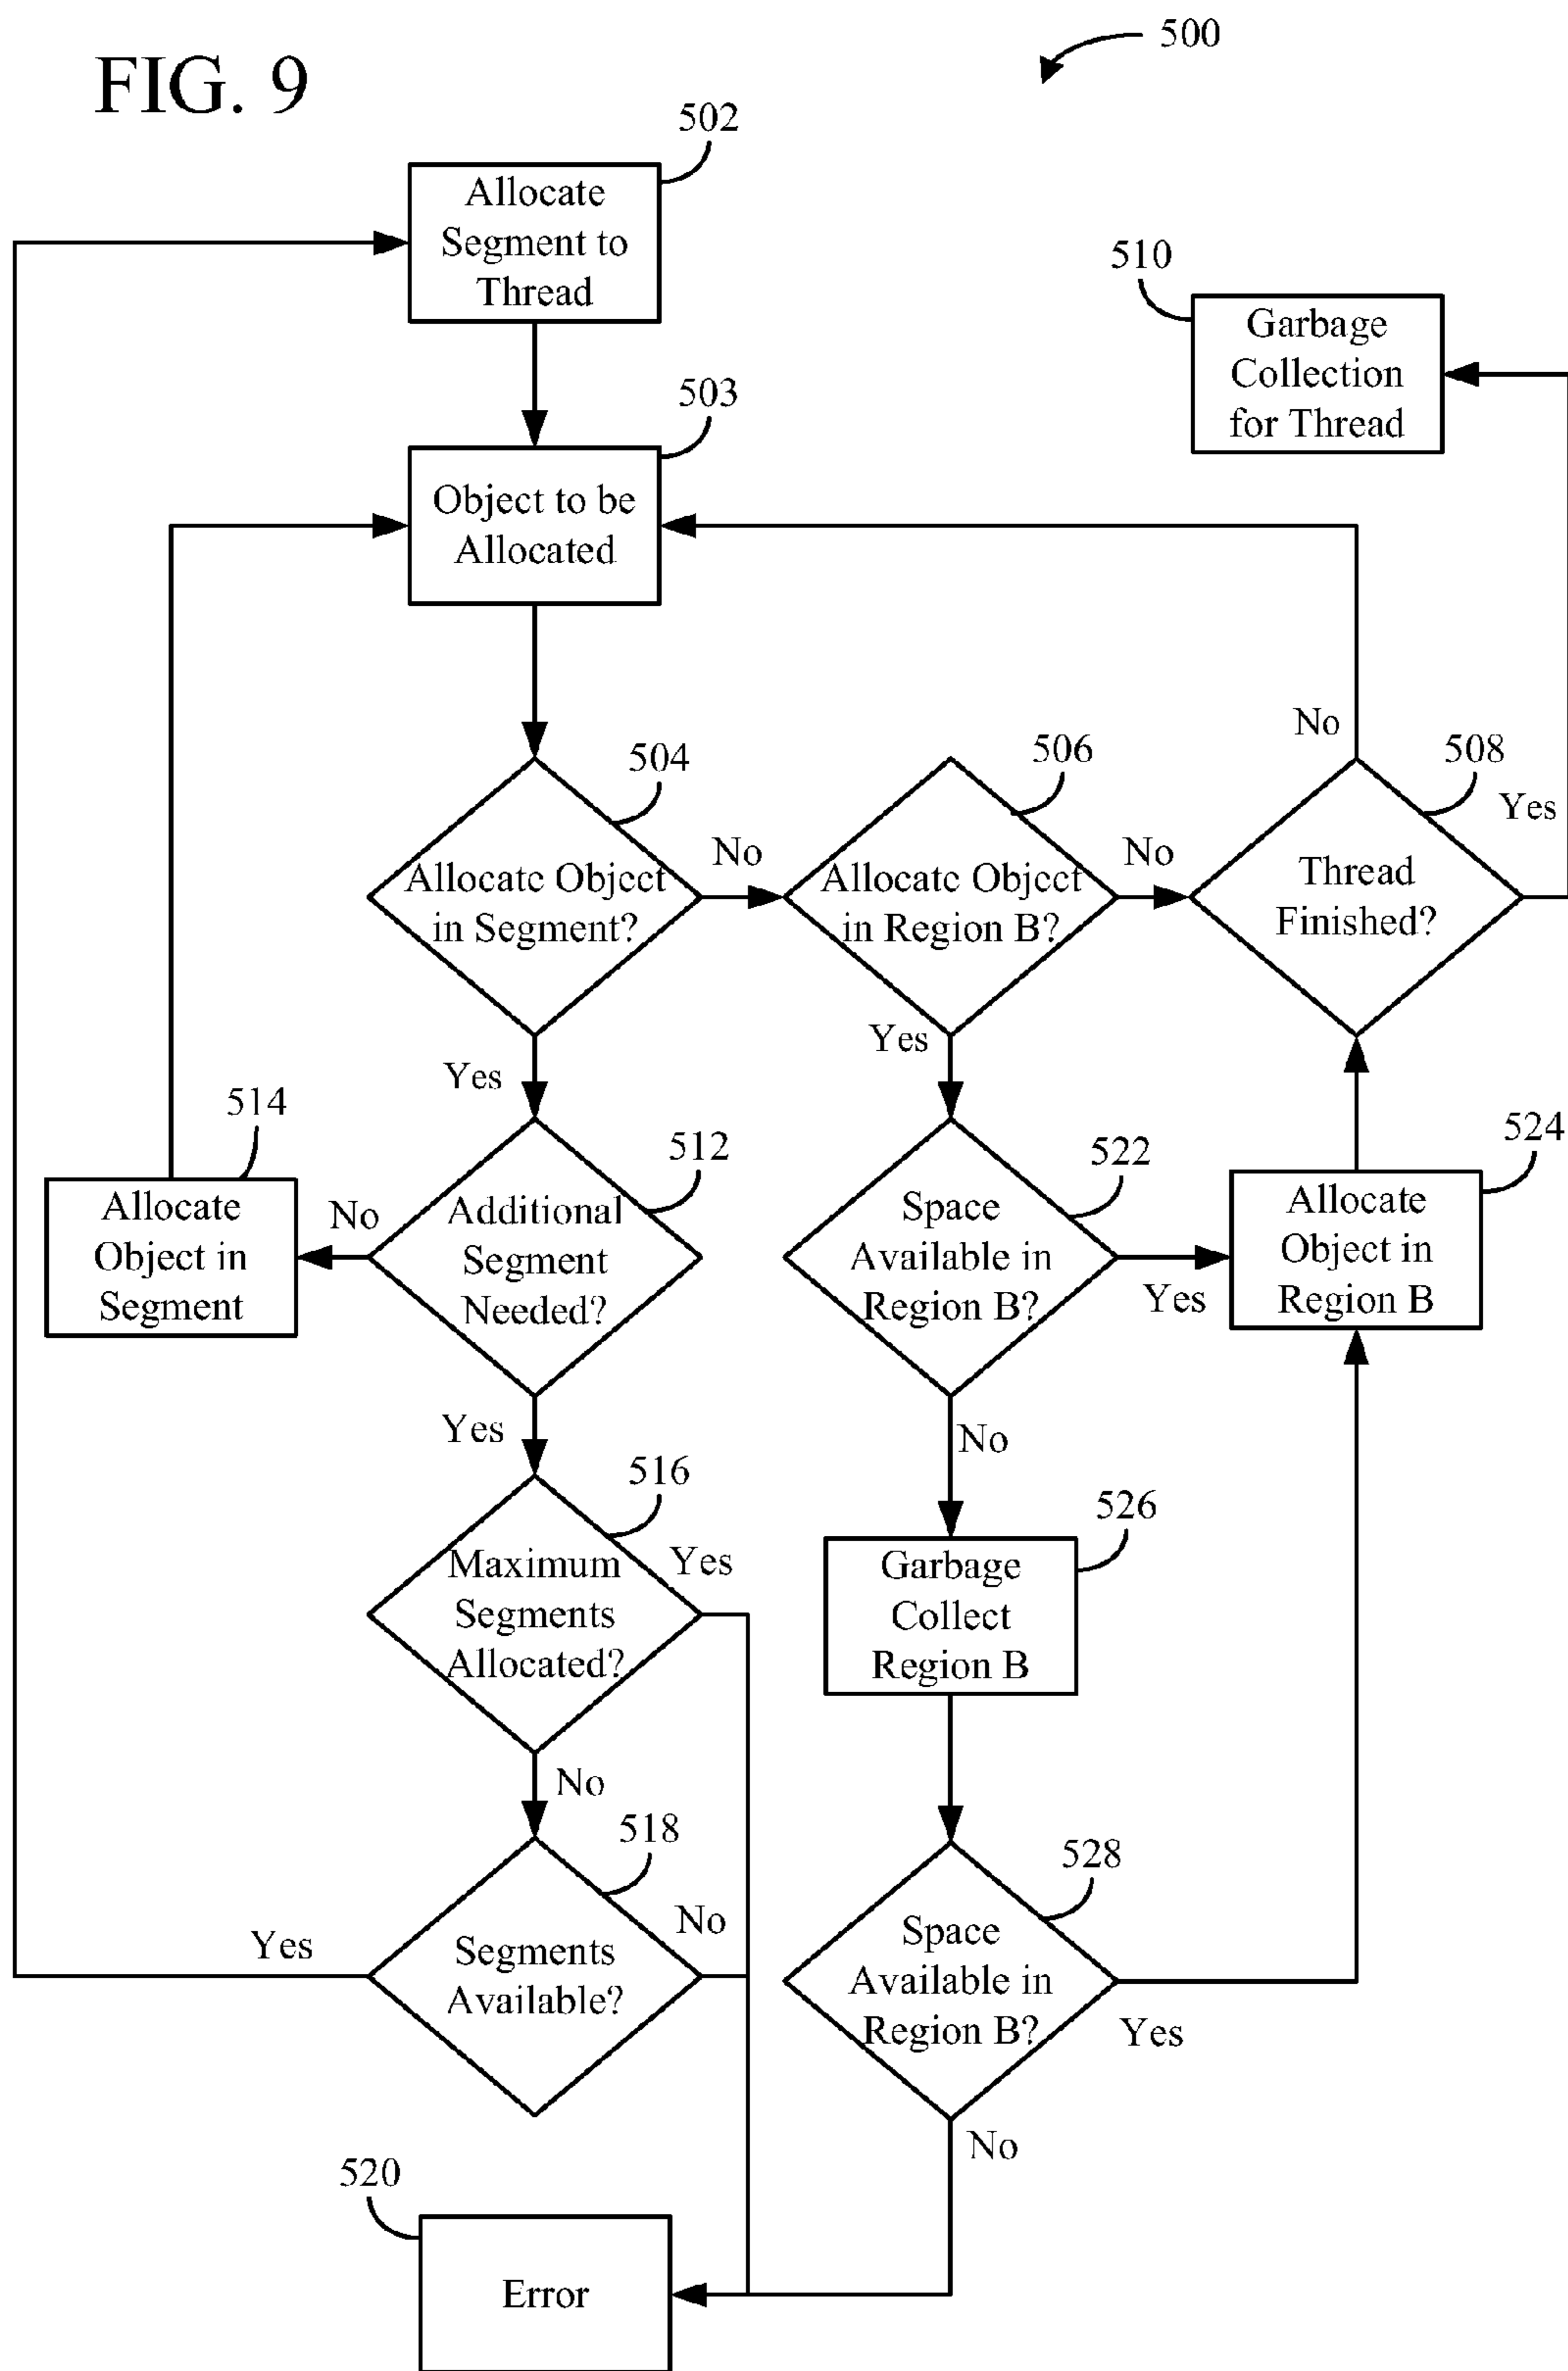 FIG. 9
500
502
Allocate
Segment to
Thread
510
Garbage
Collection
for Thread
503
Object to be
Allocated
No
504
506
508
Yes
No
No
Allocate Object
in Segment?
Allocate Object
in Region B?
Thread
Finished?
Yes
Yes
514
512
522
524
Allocate
Object in
Segment
No
Additional
Segment
Needed?
Space
Available in
Region B?
Yes
Allocate
Object in
Region B
Yes
No
516
526
Maximum
Segments
Allocated?
Yes
Garbage
Collect
Region B
No
518
528
Yes
Segments
Available?
No
Space
Available in
Region B?
Yes
No
520
Error